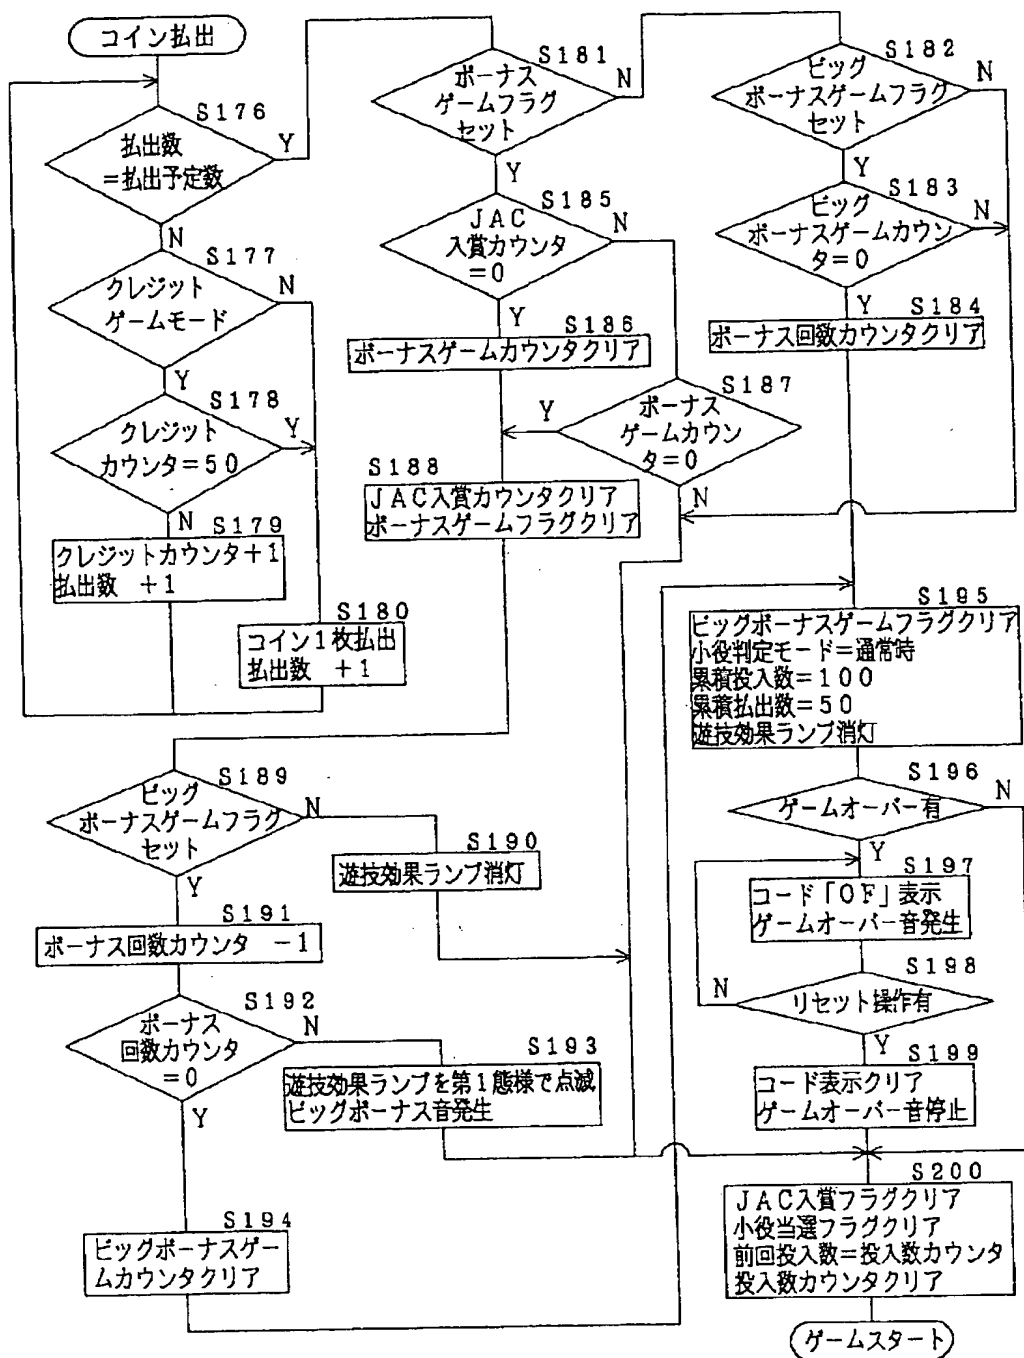 コイン払出
S176
払出数
=払出予定数
Y
N
S177
クレジット
ゲームモード
N
Y
S178
クレジット
カウンタ=50
Y
N
S179
クレジットカウンタ+1
払出数 +1
S180
コイン1枚払出
払出数 +1
S181
ボーナス
ゲームフラグ
セット
N
Y
S182
ビッグ
ボーナスゲームフラグ
セット
N
Y
S183
ビッグ
ボーナスゲームカウン
タ=0
N
Y
S184
ボーナス回数カウンタクリア
S185
JAC
入賞カウンタ
=0
N
Y
S186
ボーナスゲームカウンタクリア
S187
ボーナス
ゲームカウン
タ=0
Y
N
S188
JAC入賞カウンタクリア
ボーナスゲームフラグクリア
S189
ビッグ
ボーナスゲームフラグ
セット
N
Y
S190
遊技効果ランプ消灯
S191
ボーナス回数カウンタ -1
S192
ボーナス
回数カウンタ
=0
N
Y
S193
遊技効果ランプを第1態様で点滅
ビッグボーナス音発生
S194
ビッグボーナスゲー
ムカウンタクリア
S195
ビッグボーナスゲームフラグクリア
小役判定モード=通常時
累積投入数=100
累積払出数=50
遊技効果ランプ消灯
S196
ゲームオーバー有
N
Y
S197
コード「OF」表示
ゲームオーバー音発生
S198
リセット操作有
N
Y
S199
コード表示クリア
ゲームオーバー音停止
S200
JAC入賞フラグクリア
小役当選フラグクリア
前回投入数=投入数カウンタ
投入数カウンタクリア
ゲームスタート